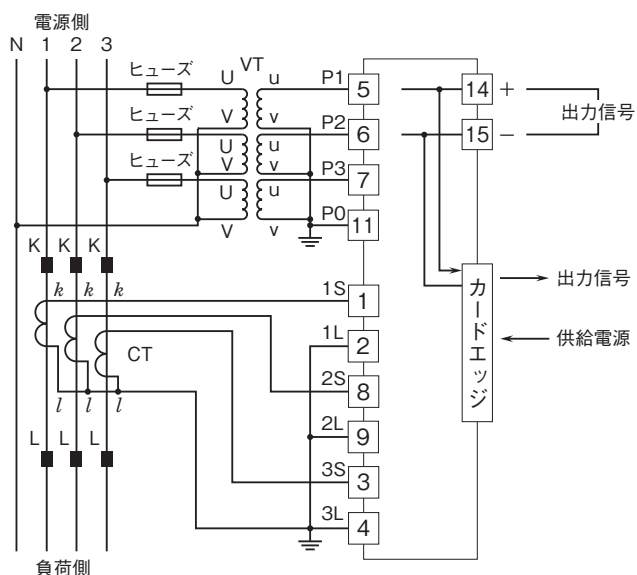 電源側
N 1 2 3
ヒューズ
ヒューズ
ヒューズ
VT
U u
V v
U u
V v
U u
V v
P1 5
P2 6
P3 7
P0 11
14 +
15 −
出力信号
K K K
k k k
CT
l l l
L L L
1S 1
1L 2
2S 8
2L 9
3S 3
3L 4
カードエッジ
出力信号
供給電源
負荷側